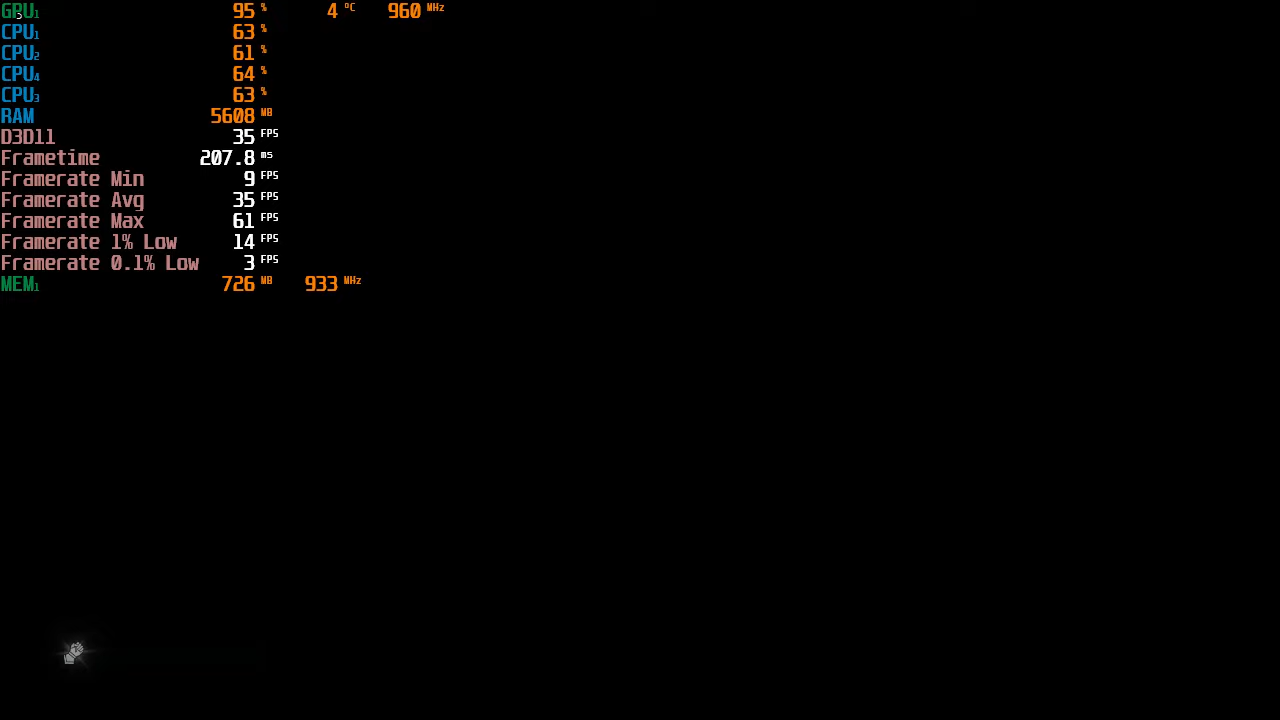 GPU1 95 % 4 °C 960 MHz
CPU1 63 %
CPU2 61 %
CPU4 64 %
CPU3 63 %
RAM 5608 MB
D3D11 35 FPS
Frametime 207.8 ms
Framerate Min 9 FPS
Framerate Avg 35 FPS
Framerate Max 61 FPS
Framerate 1% Low 14 FPS
Framerate 0.1% Low 3 FPS
MEM1 726 MB 933 MHz